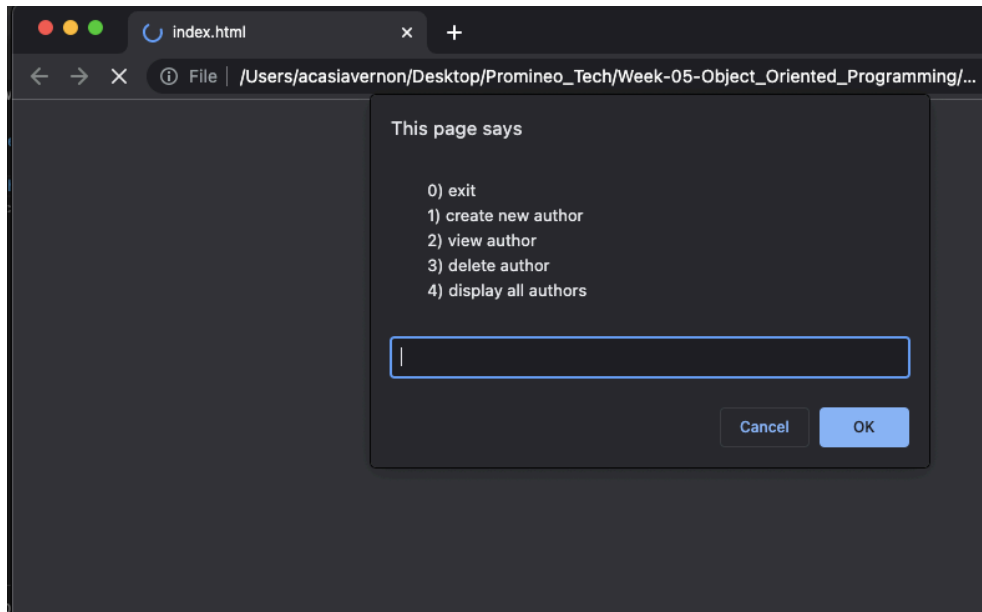 index.html
File /Users/acasiavernon/Desktop/Promineo_Tech/Week-05-Object_Oriented_Programming/...
This page says
0) exit
1) create new author
2) view author
3) delete author
4) display all authors
Cancel OK